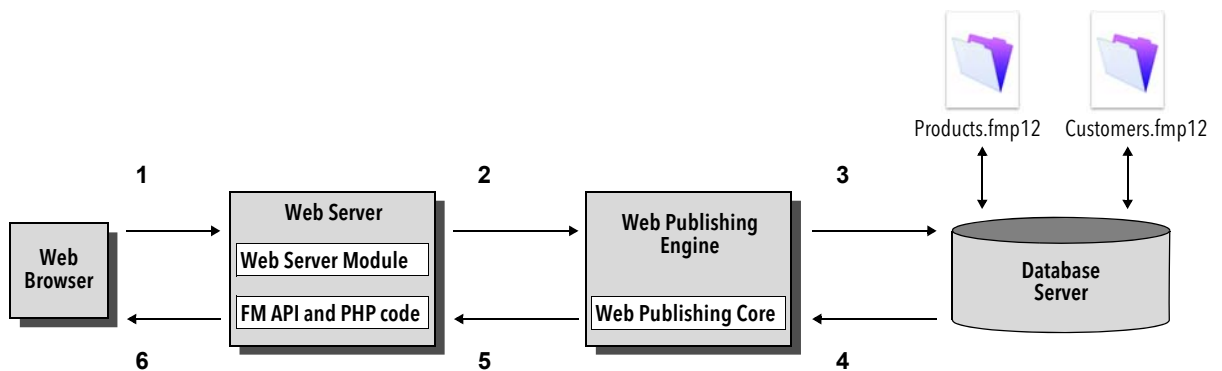 Products.fmp12
Customers.fmp12
1
2
3
Web
Browser
Web Server
Web Server Module
FM API and PHP code
Web Publishing
Engine
Web Publishing Core
Database
Server
6
5
4